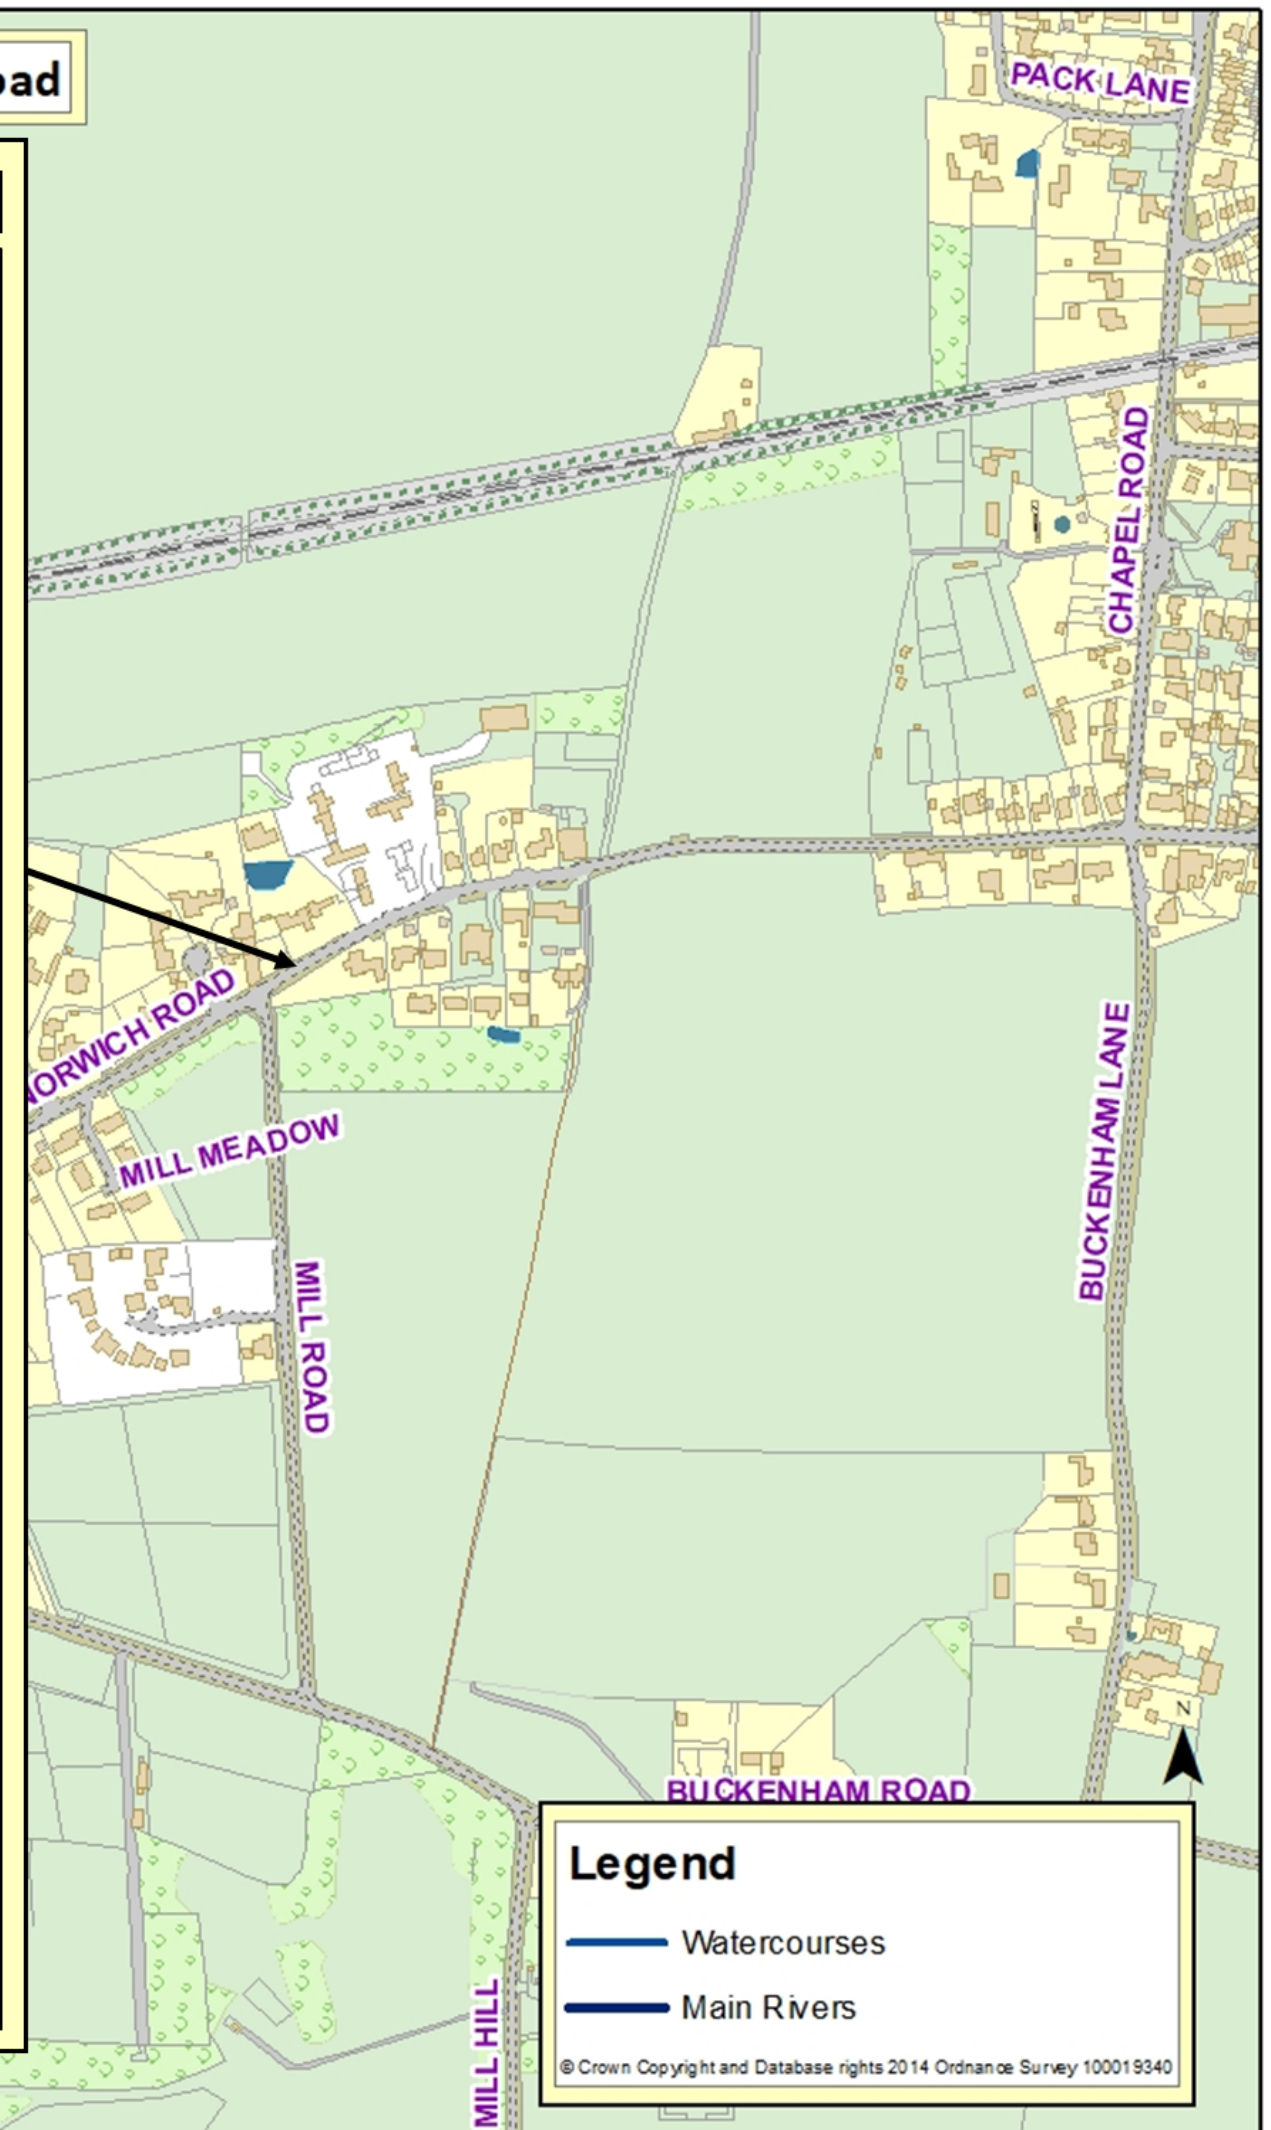 PACK LANE
CHAPEL ROAD
NORWICH ROAD
BUCKENHAM LANE
MILL MEADOW
MILL ROAD
N
BUCKENHAM ROAD
Legend
Watercourses
Main Rivers
© Crown Copyright and Database rights 2014 Ordnance Survey 100019340
MILL HILL